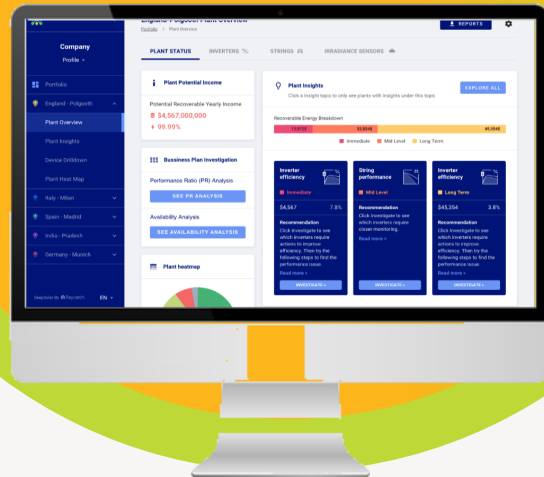 England-Polgooth Plant Overview
Portfolio > Plant Overview
REPORTS
Company
Profile
Portfolio
England - Polgooth
Plant Overview
Plant Insights
Device Drilldown
Plant Heat Map
Italy - Milan
Spain - Madrid
India - Pradesh
Germany - Munich
EN
PLANT STATUS
INVERTERS
STRINGS
IRRADIANCE SENSORS
Plant Potential Income
Potential Recoverable Yearly Income
$4,567,000,000
+ 99.99%
Bussiness Plan Investigation
Performance Ratio (PR) Analysis
SEE PR ANALYSIS
Availability Analysis
SEE AVAILABILITY ANALYSIS
Plant heatmap
Plant Insights
Click a insight topic to only see plants with insights under this topic.
EXPLORE ALL
Recoverable Energy Breakdown
Immediate
Mid Level
Long Term
Inverter
efficiency
Immediate
$4,567 7.8%
Recommendation
Click Investigate to see
which inverters require
actions to improve
efficiency. Then try the
following steps to find the
performance issue.
Read more »
INVESTIGATE »
String
performance
Mid Level
Recommendation
Click Investigate to see
which inverters require
closer monitoring.
Read more »
INVESTIGATE »
Inverter
efficiency
Long Term
$45,354 3.8%
Recommendation
Click Investigate to see
which inverters require
actions to improve
efficiency. Then try the
following steps to find the
performance issue.
Read more »
INVESTIGATE »